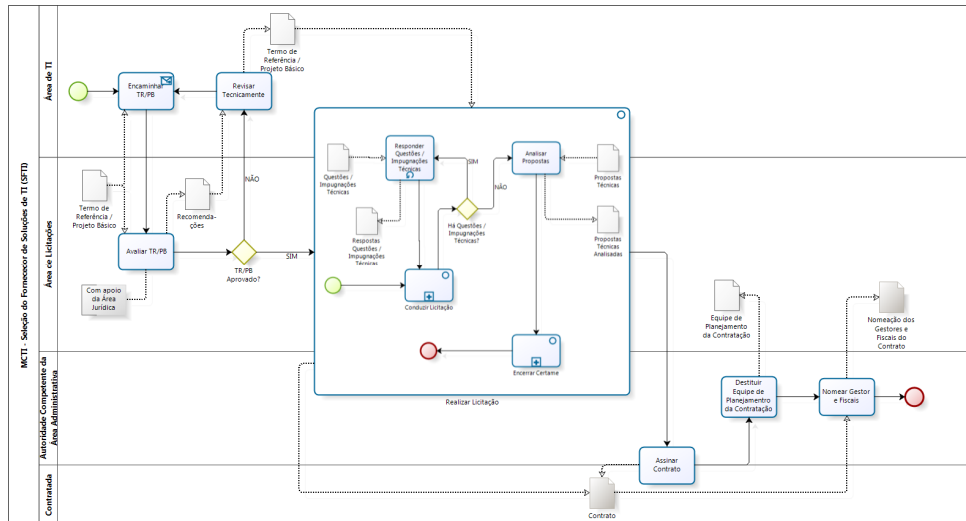 MCTI - Seleção do Fornececor de Soluções de TI (SFTI)
Área de TI
Área ce Licitações
Autoridade Competente da
Área Administrativa
Contratada
Termo de
Referência /
Projeto Básico
Encaminhar
TR/PB
Revisar
Tecnicamente
Termo de
Referência /
Projeto Básico
Recomenda-
ções
Avaliar TR/PB
Com apoio
da Área
Jurídica
NÃO
TR/PB
Aprovado?
SIM
Questões /
Impugnações
Técnicas
Responder
Questões /
Impugnações
Técnicas
SIM
NÃO
Analisar
Propostas
Propostas
Técnicas
Respostas
Questões /
Impugnações
Técnicas
Há Questões /
Impugnações
Técnicas?
Propostas
Técnicas
Analisadas
Conduzir Licitação
Encerrar Certame
Realizar Licitação
Assinar
Contrato
Contrato
Equipe de
Planejamento
da Contratação
Destituir
Equipe de
Planejamentro
da Contratação
Nomeação dos
Gestores e
Fiscais do
Contrato
Nomear Gestor
e Fiscais